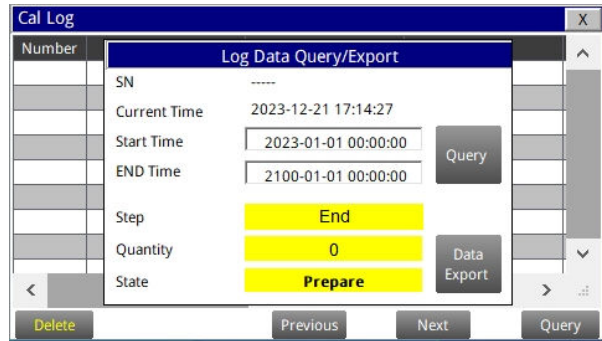 Cal Log X
Number
Log Data Query/Export
SN -----
Current Time 2023-12-21 17:14:27
Start Time 2023-01-01 00:00:00
Query
END Time 2100-01-01 00:00:00
Step End
Quantity 0
Data
Export
State Prepare
Delete Previous Next Query